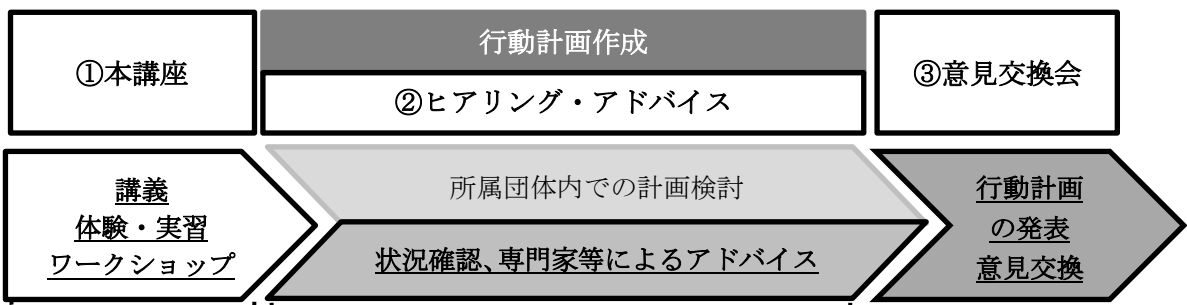 ①本講座
行動計画作成
②ヒアリング・アドバイス
③意見交換会
講義
体験・実習
ワークショップ
所属団体内での計画検討
状況確認、専門家等によるアドバイス
行動計画
の発表
意見交換